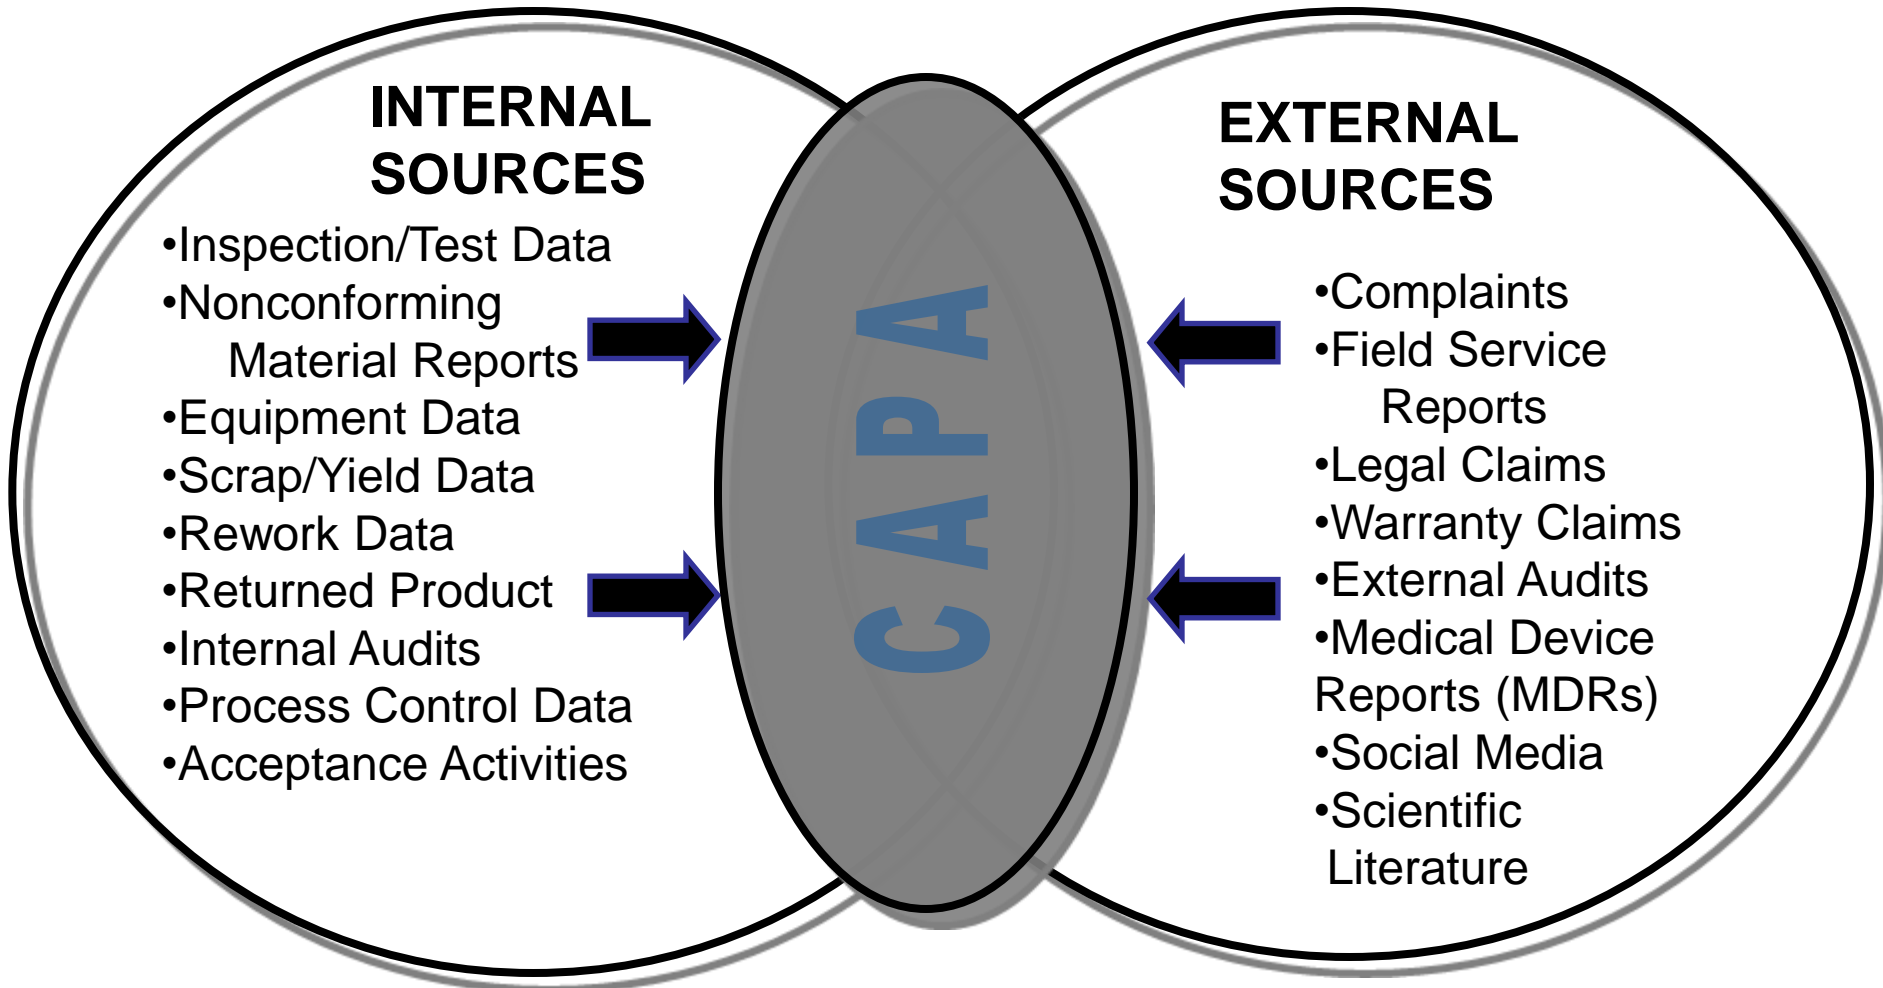 INTERNAL
SOURCES
•Inspection/Test Data
•Nonconforming
Material Reports
•Equipment Data
•Scrap/Yield Data
•Rework Data
•Returned Product
•Internal Audits
•Process Control Data
•Acceptance Activities
CAPA
EXTERNAL
SOURCES
•Complaints
•Field Service
Reports
•Legal Claims
•Warranty Claims
•External Audits
•Medical Device
Reports (MDRs)
•Social Media
•Scientific
Literature